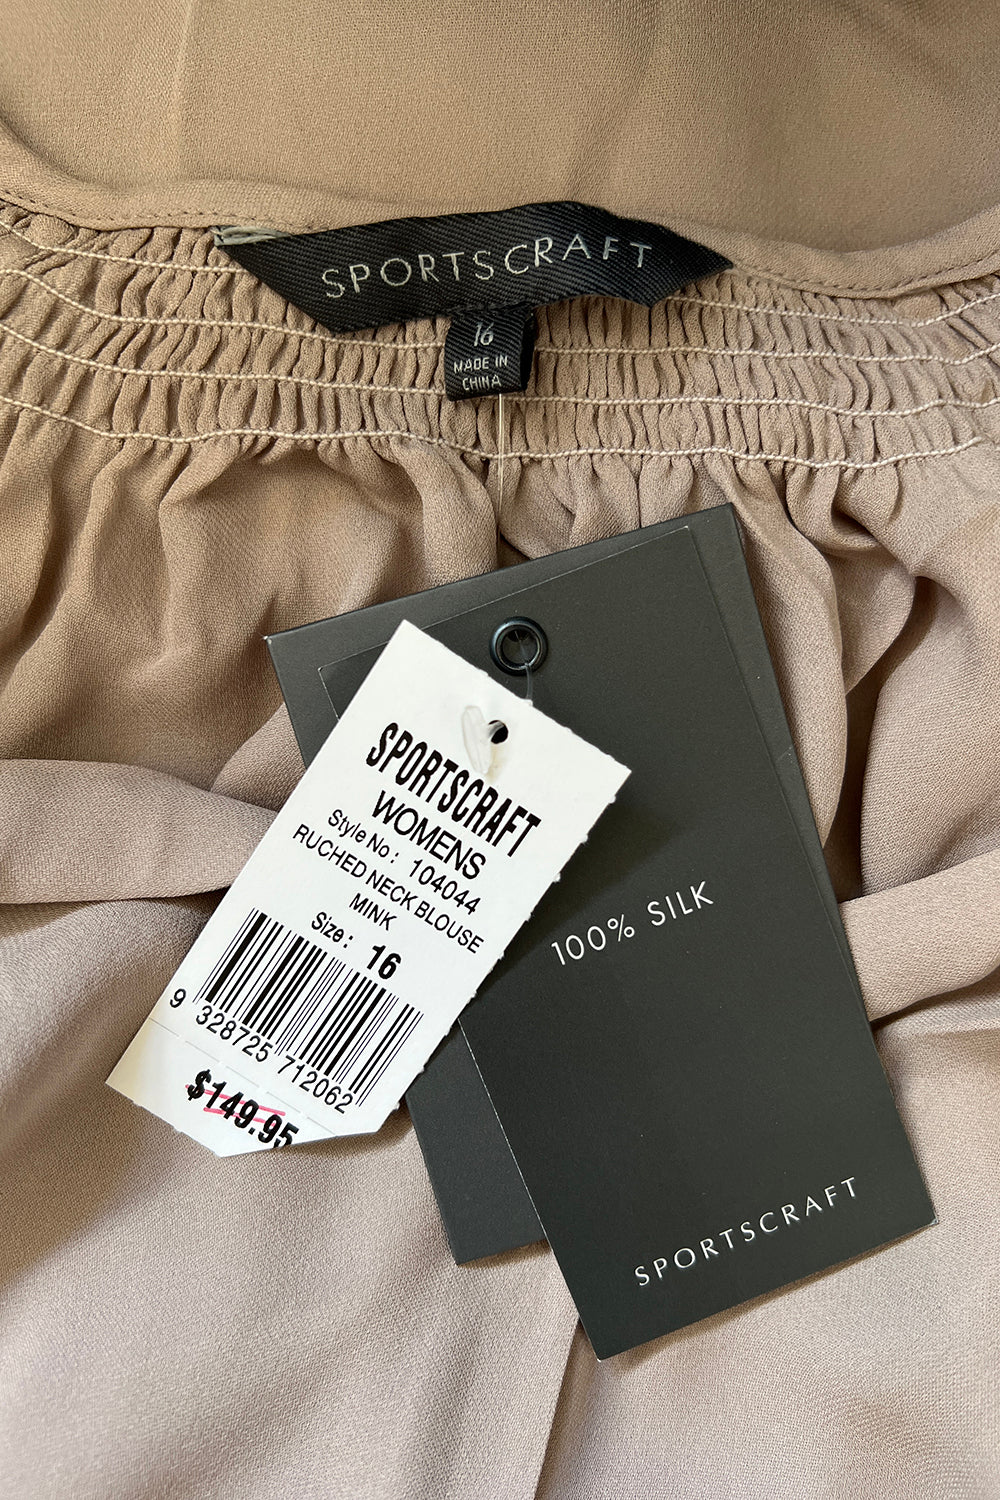 SPORTSCRAFT
16
MADE IN
CHINA
SPORTSCRAFT
WOMENS
Style No: 104044
RUCHED NECK BLOUSE
MINK
Size: 16
9 328725 712062
$149.95
100% SILK
SPORTSCRAFT